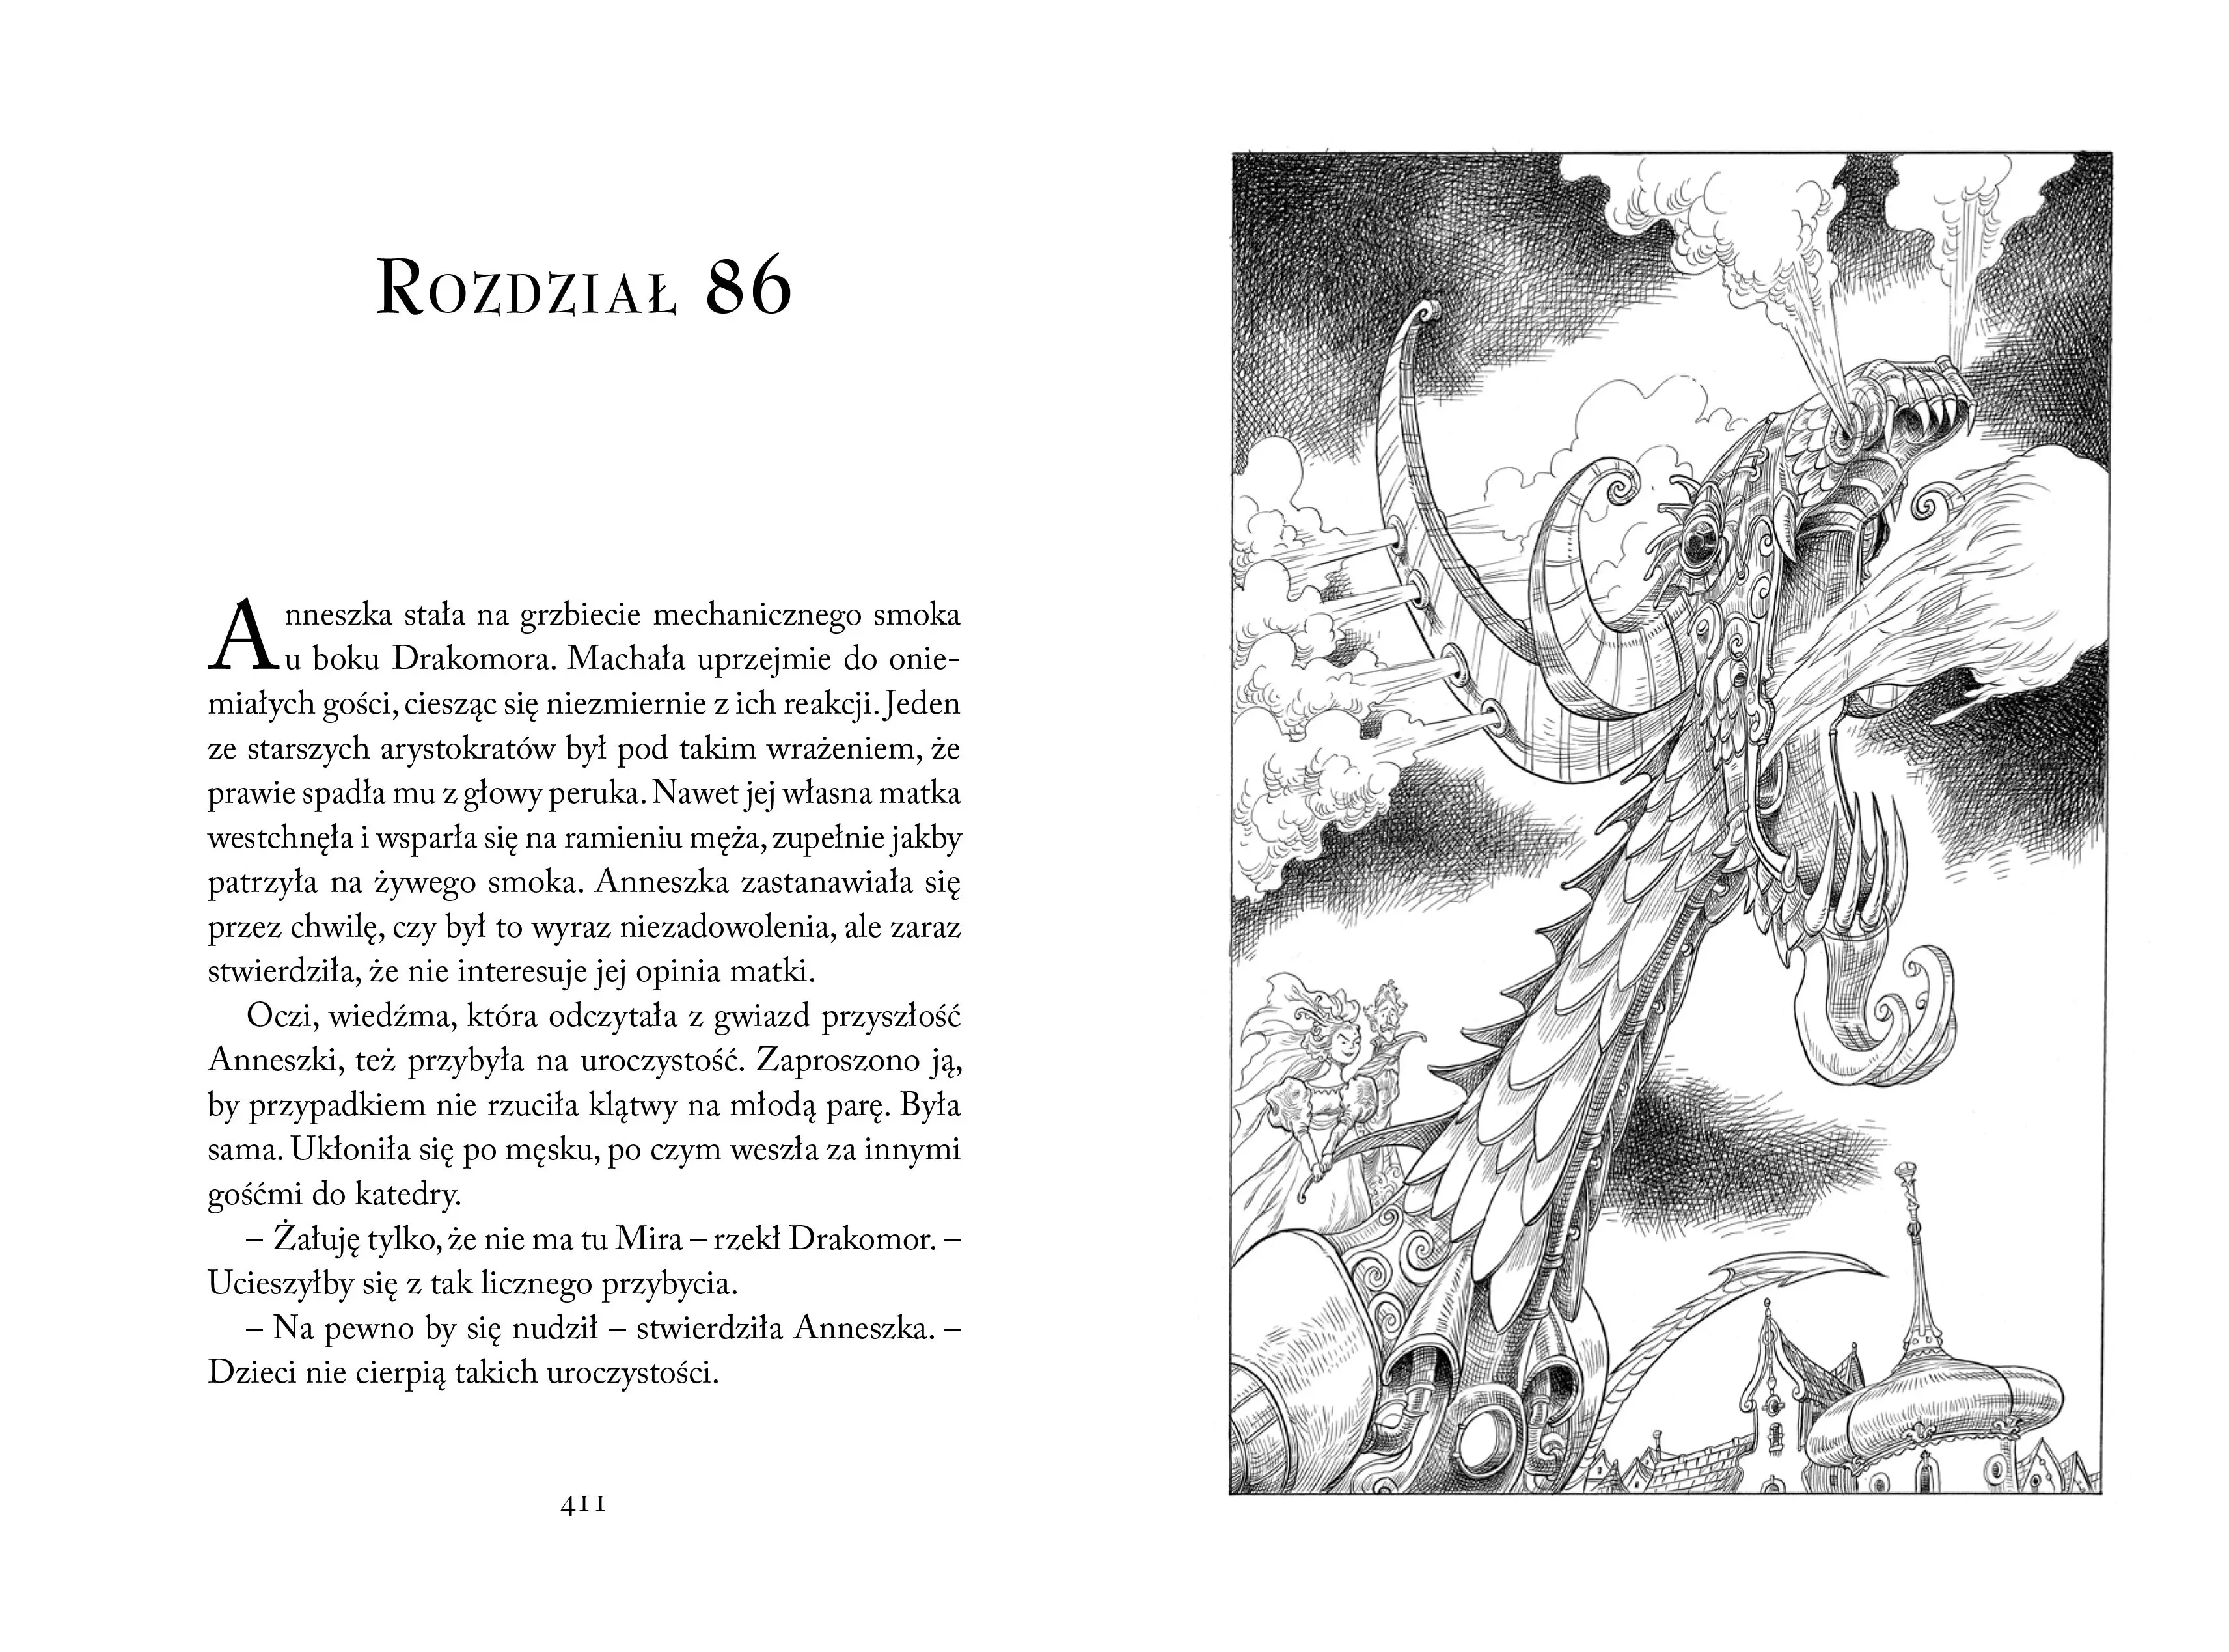 Rozdział 86
Anneszka stała na grzbiecie mechanicznego smoka
u boku Drakomora. Machała uprzejmie do onie-
miałych gości, ciesząc się niezmiernie z ich reakcji. Jeden
ze starszych arystokratów był pod takim wrażeniem, że
prawie spadła mu z głowy peruka. Nawet jej własna matka
westchnęła i wsparła się na ramieniu męża, zupełnie jakby
patrzyła na żywego smoka. Anneszka zastanawiała się
przez chwilę, czy był to wyraz niezadowolenia, ale zaraz
stwierdziła, że nie interesuje jej opinia matki.
Oczi, wiedźma, która odczytała z gwiazd przyszłość
Anneszki, też przybyła na uroczystość. Zaproszono ją,
by przypadkiem nie rzuciła klątwy na młodą parę. Była
sama. Ukłoniła się po męsku, po czym weszła za innymi
gośćmi do katedry.
– Żałuję tylko, że nie ma tu Mira – rzekł Drakomor. –
Ucieszyłby się z tak licznego przybycia.
– Na pewno by się nudził – stwierdziła Anneszka. –
Dzieci nie cierpią takich uroczystości.
411